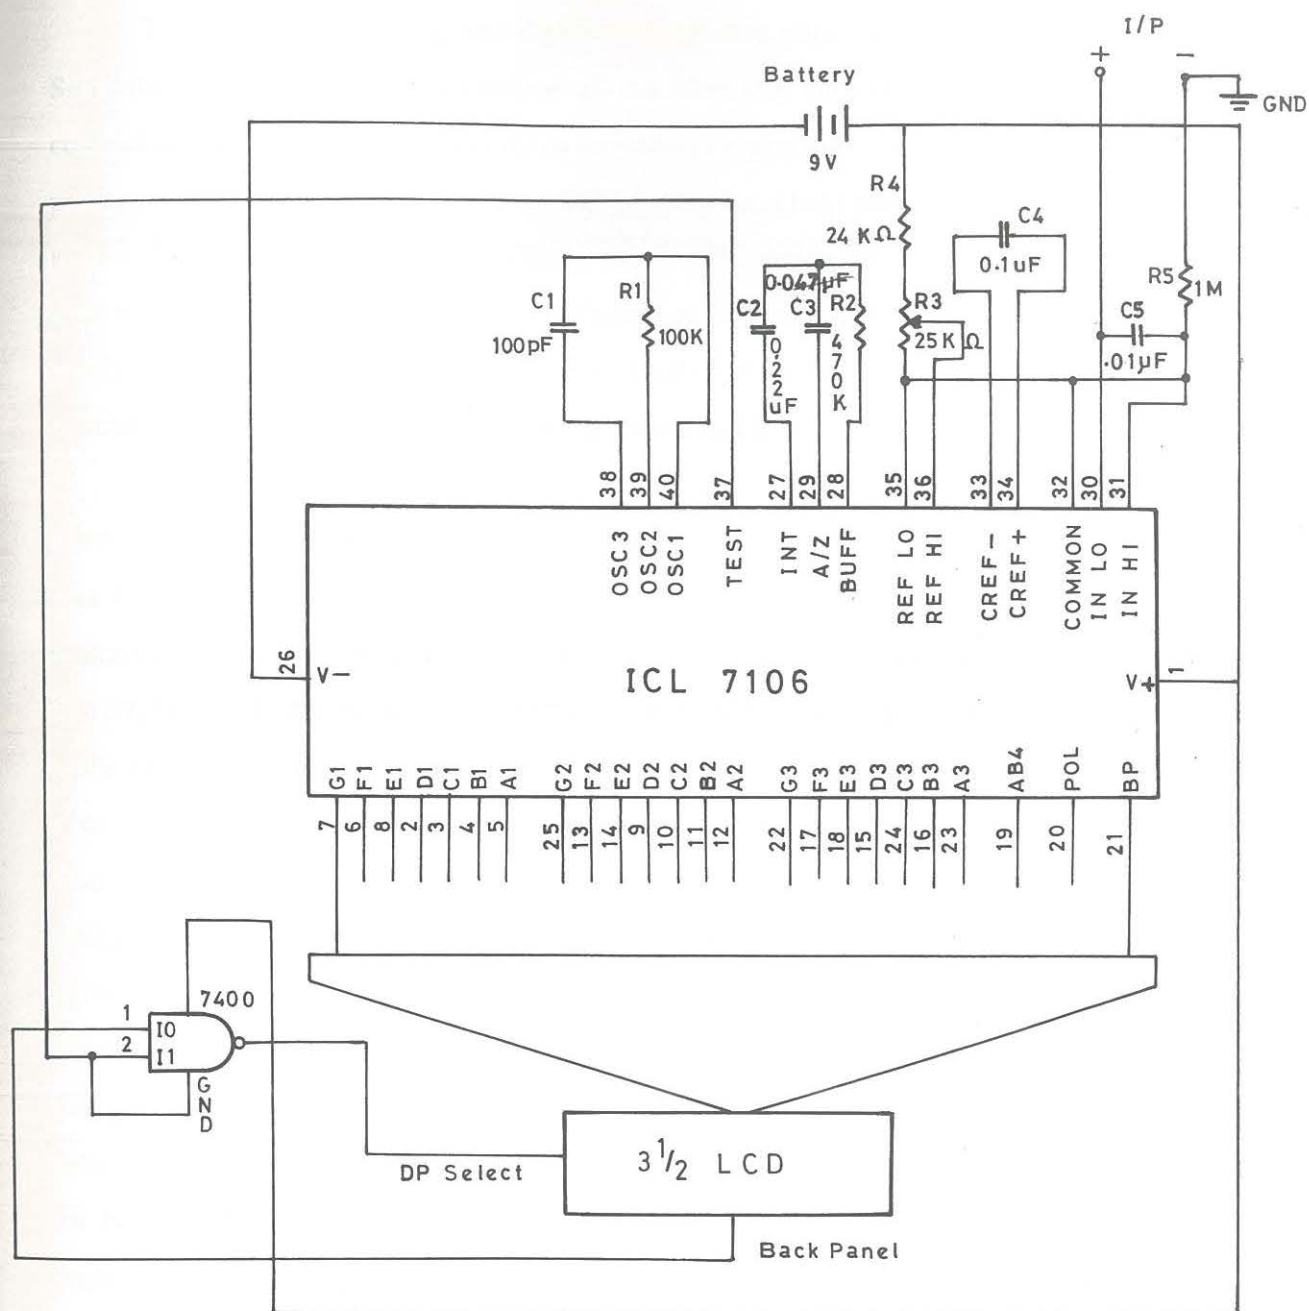 I/P
+ -
Battery
GND
9V
R4
24 KΩ
C4
0.1uF
R5
1M
C1
100pF
R1
100K
0.047µF
C2
0.22uF
C3
R2
470K
R3
25K Ω
C5
.01µF
38 39 40 37 27 29 28 35 36 33 34 32 30 31
OSC3 OSC2 OSC1 TEST INT A/Z BUFF REF LO REF HI CREF- CREF+ COMMON IN LO IN HI
26
V-
ICL 7106
V+
1
G1 F1 E1 D1 C1 B1 A1 G2 F2 E2 D2 C2 B2 A2 G3 F3 E3 D3 C3 B3 A3 AB4 POL BP
7 6 8 2 3 4 5 25 13 14 9 10 11 12 22 17 18 15 24 16 23 19 20 21
7400
1
I0
2
I1
GND
3 1/2 LCD
DP Select
Back Panel